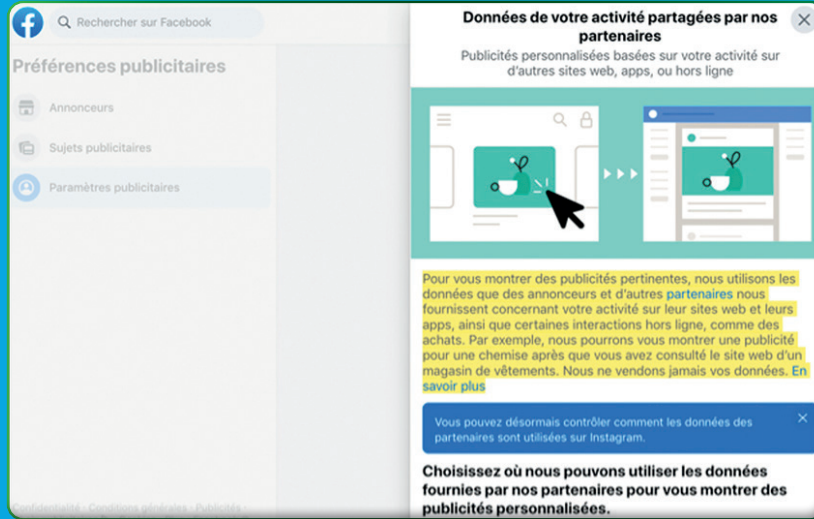 Rechercher sur Facebook
Préférences publicitaires
Annonceurs
Sujets publicitaires
Paramètres publicitaires
Confidentialité · Conditions générales · Publicités ·
Données de votre activité partagées par nos
partenaires
Publicités personnalisées basées sur votre activité sur
d'autres sites web, apps, ou hors ligne
Pour vous montrer des publicités pertinentes, nous utilisons les
données que des annonceurs et d'autres partenaires nous
fournissent concernant votre activité sur leur sites web et leurs
apps, ainsi que certaines interactions hors ligne, comme des
achats. Par exemple, nous pourrons vous montrer une publicité
pour une chemise après que vous avez consulté le site web d'un
magasin de vêtements. Nous ne vendons jamais vos données. En
savoir plus
Vous pouvez désormais contrôler comment les données des
partenaires sont utilisées sur Instagram.
Choisissez où nous pouvons utiliser les données
fournies par nos partenaires pour vous montrer des
publicités personnalisées.